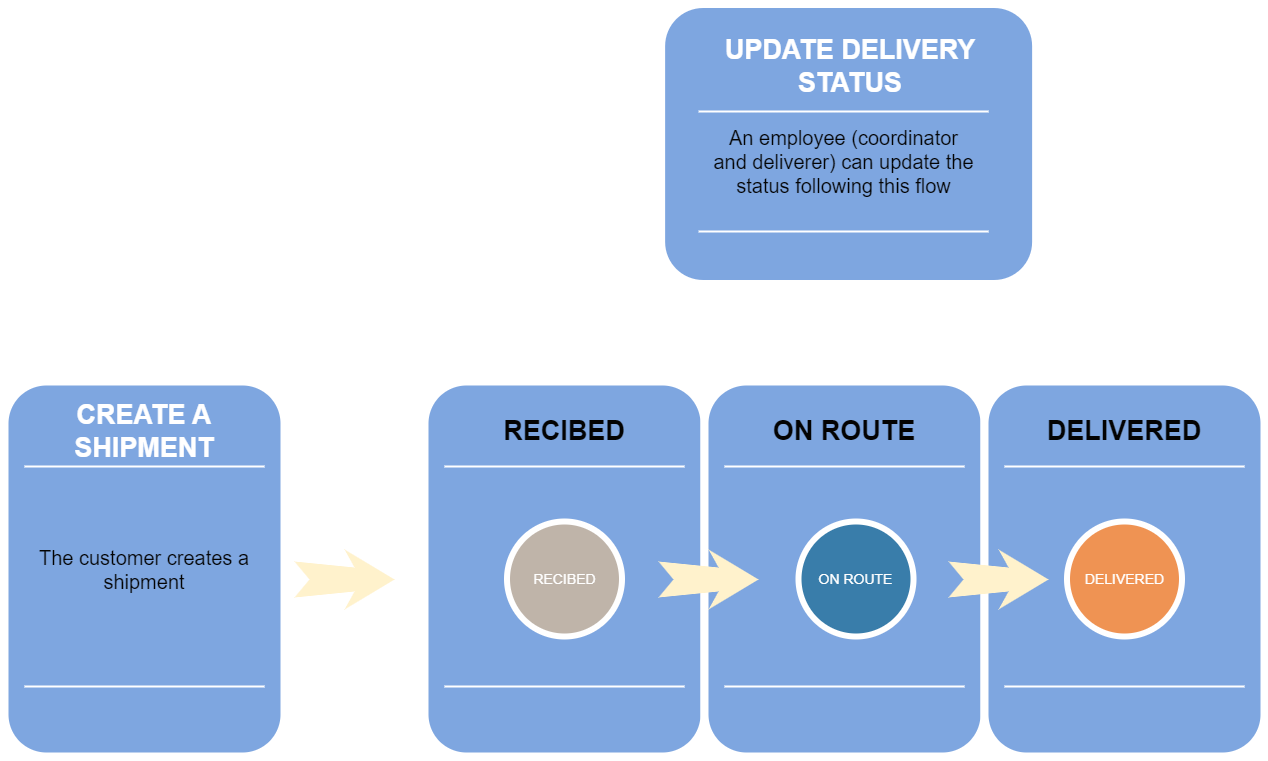 UPDATE DELIVERY
STATUS
An employee (coordinator
and deliverer) can update the
status following this flow
CREATE A
SHIPMENT
The customer creates a
shipment
RECIBED
RECIBED
ON ROUTE
ON ROUTE
DELIVERED
DELIVERED